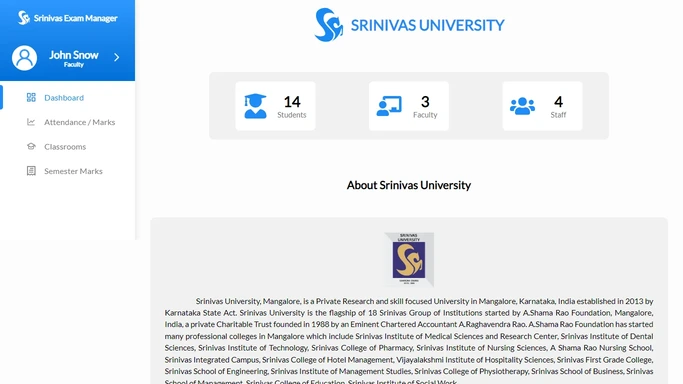 Srinivas Exam Manager
SRINIVAS UNIVERSITY
John Snow
Faculty
Dashboard
Attendance / Marks
Classrooms
Semester Marks
14
Students
3
Faculty
4
Staff
About Srinivas University
SRINIVAS
UNIVERSITY
Srinivas University, Mangalore, is a Private Research and skill focused University in Mangalore, Karnataka, India established in 2013 by
Karnataka State Act. Srinivas University is the flagship of 18 Srinivas Group of Institutions started by A.Shama Rao Foundation, Mangalore,
India, a private Charitable Trust founded in 1988 by an Eminent Chartered Accountant A.Raghavendra Rao. A.Shama Rao Foundation has started
many professional colleges in Mangalore which include Srinivas Institute of Medical Sciences and Research Center, Srinivas Institute of Dental
Sciences, Srinivas Institute of Technology, Srinivas College of Pharmacy, Srinivas Institute of Nursing Sciences, A Shama Rao Nursing School,
Srinivas Integrated Campus, Srinivas College of Hotel Management, Vijayalakshmi Institute of Hospitality Sciences, Srinivas First Grade College,
Srinivas School of Engineering, Srinivas Institute of Management Studies, Srinivas College of Physiotherapy, Srinivas School of Business, Srinivas
School of Management, Srinivas College of Education, Srinivas Institute of Social Work